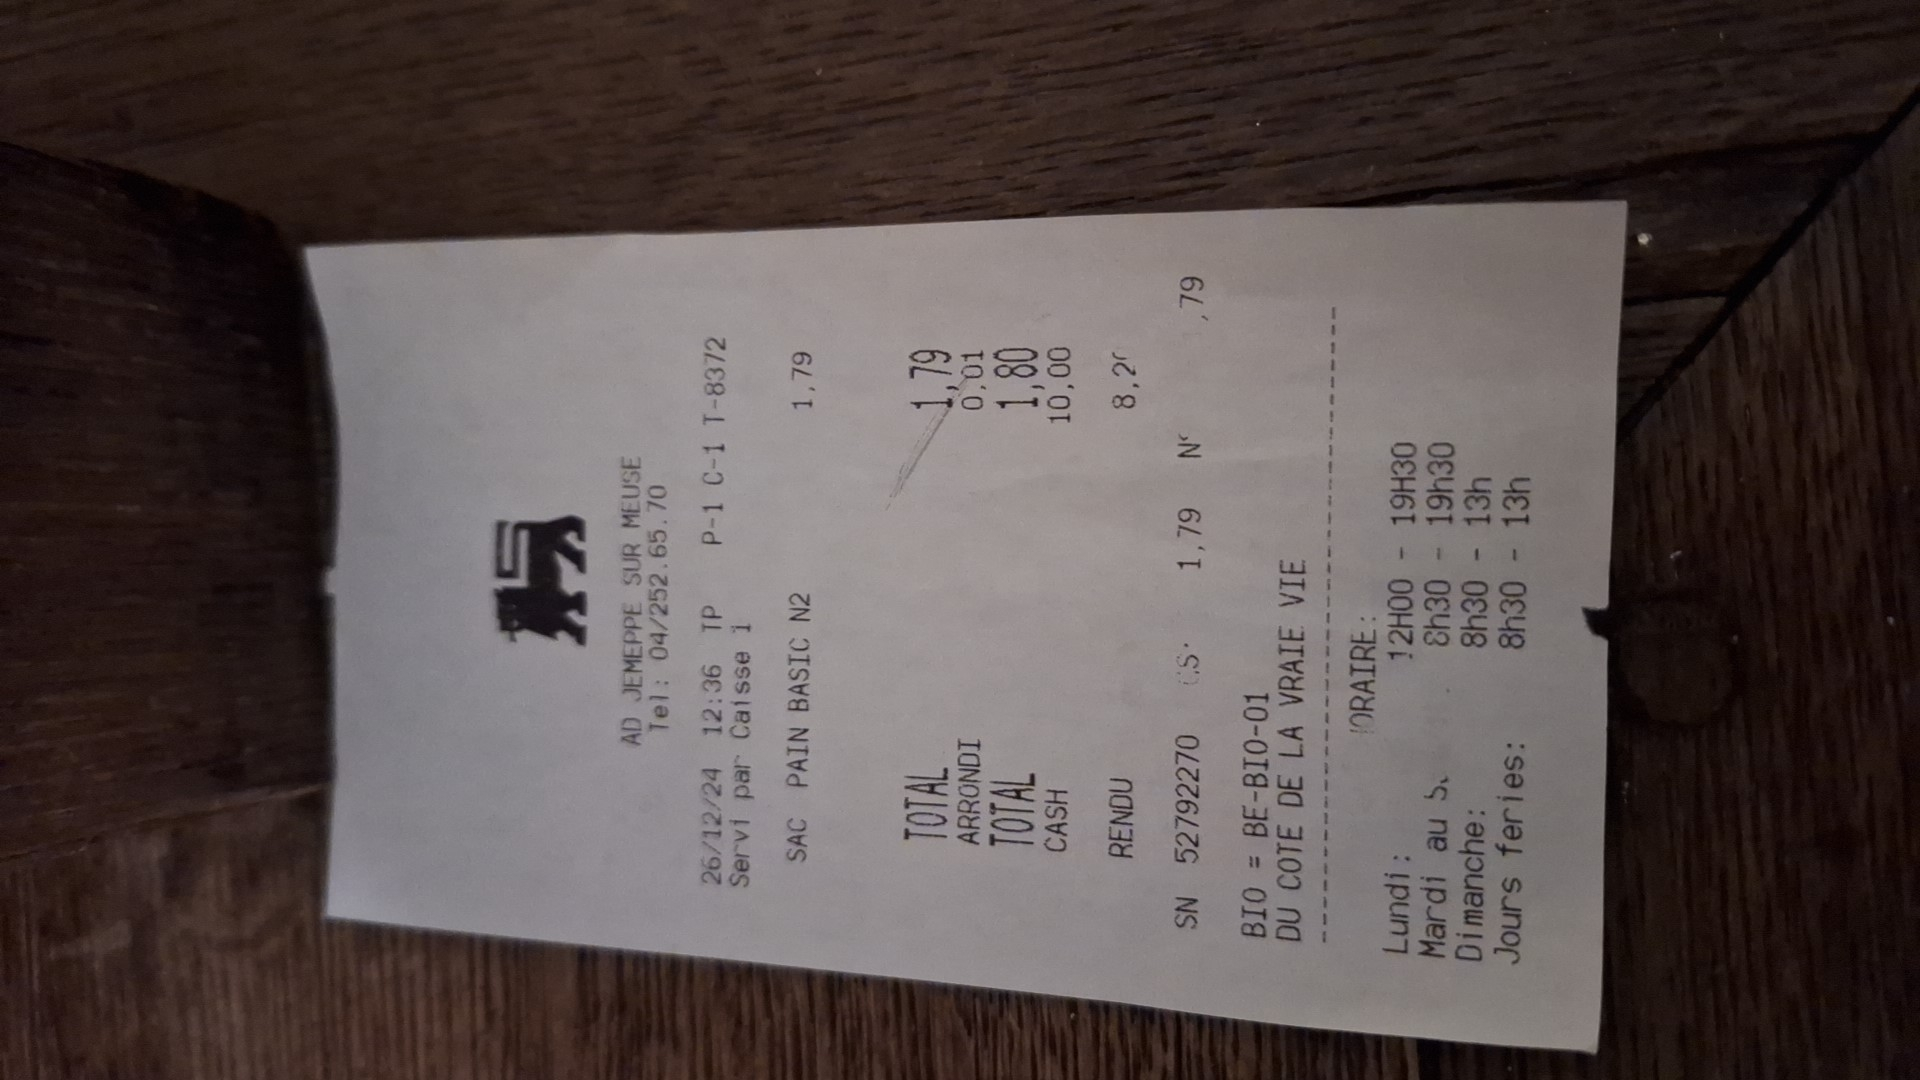 AD JEMEPPE SUR MEUSE
Tel: 04/252.65.70
26/12/24 12:36 TP P-1 C-1 T-8372
Servi par Caisse 1
SAC PAIN BASIC N2 1,79
TOTAL 1,79
ARRONDI 0,01
TOTAL 1,80
CASH 10,00
RENDU
SN 527922270 1,79
BIO = BE-BIO-01
DU COTE DE LA VRAIE VIE
HORAIRE:
Lundi: 12H00 - 19H30
Mardi au 8h30 - 19h30
Dimanche: 8h30 - 13h
Jours feries: 8h30 - 13h